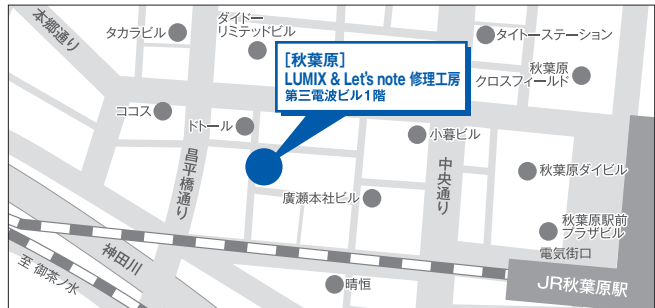 本郷通り
タカラビル
ダイドー
リミテッドビル
タイトーステーション
[秋葉原]
LUMIX & Let's note 修理工房
第三電波ビル1階
秋葉原
クロスフィールド
ココス
ドトール
小暮ビル
昌平橋通り
中央通り
秋葉原ダイビル
廣瀬本社ビル
秋葉原駅前
プラザビル
電気街口
神田川
至 御茶ノ水
晴恒
JR秋葉原駅